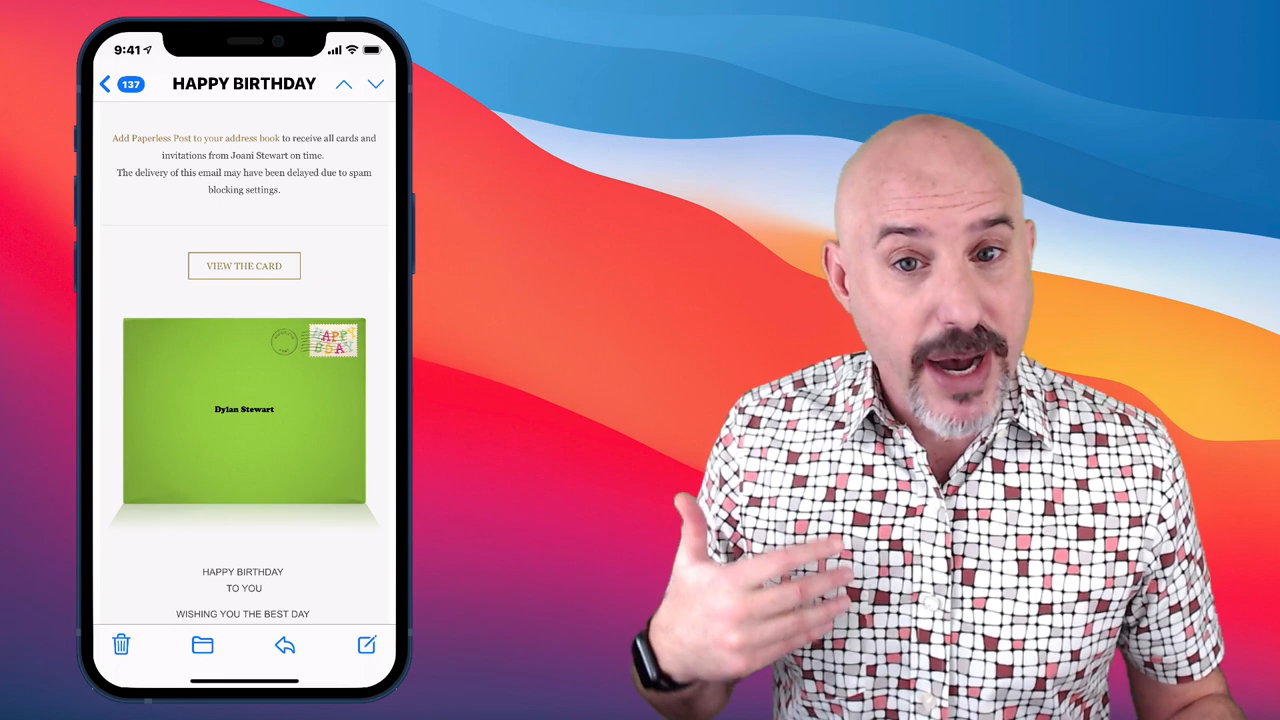 9:41
137
HAPPY BIRTHDAY
Add Paperless Post to your address book to receive all cards and
invitations from Joani Stewart on time.
The delivery of this email may have been delayed due to spam
blocking settings.
VIEW THE CARD
HAPPY
BDAY
Dylan Stewart
HAPPY BIRTHDAY
TO YOU
WISHING YOU THE BEST DAY